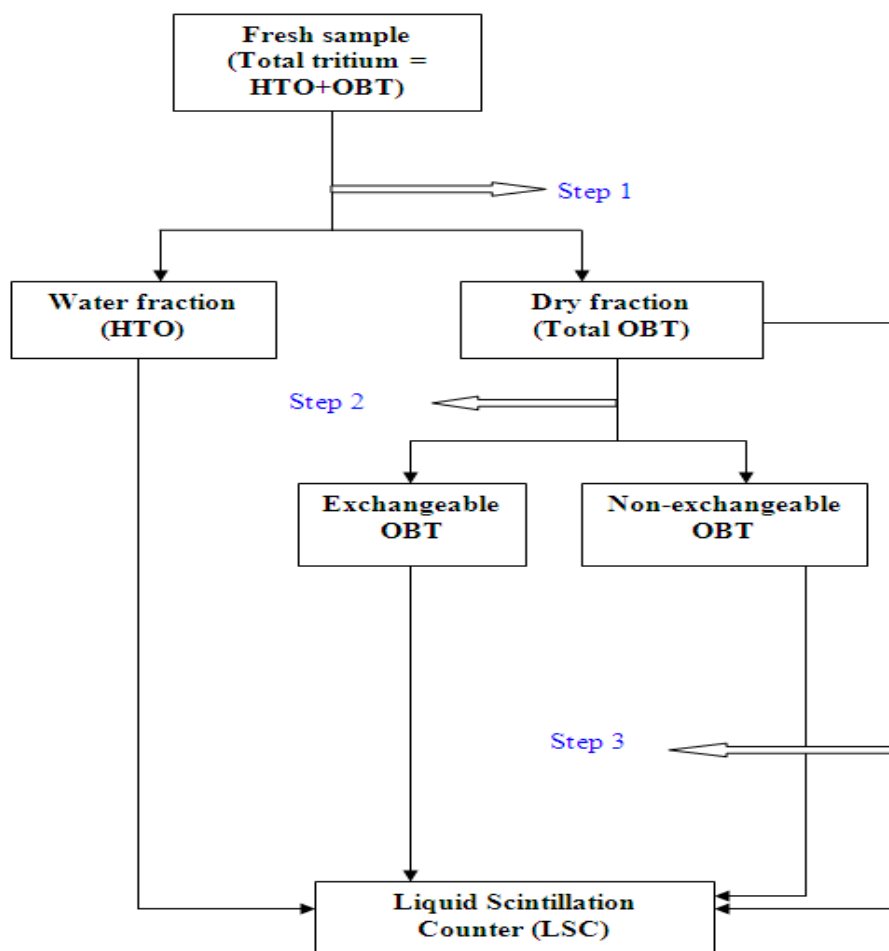 Fresh sample
(Total tritium =
HTO+OBT)
Step 1
Water fraction
(HTO)
Dry fraction
(Total OBT)
Step 2
Exchangeable
OBT
Non-exchangeable
OBT
Step 3
Liquid Scintillation
Counter (LSC)